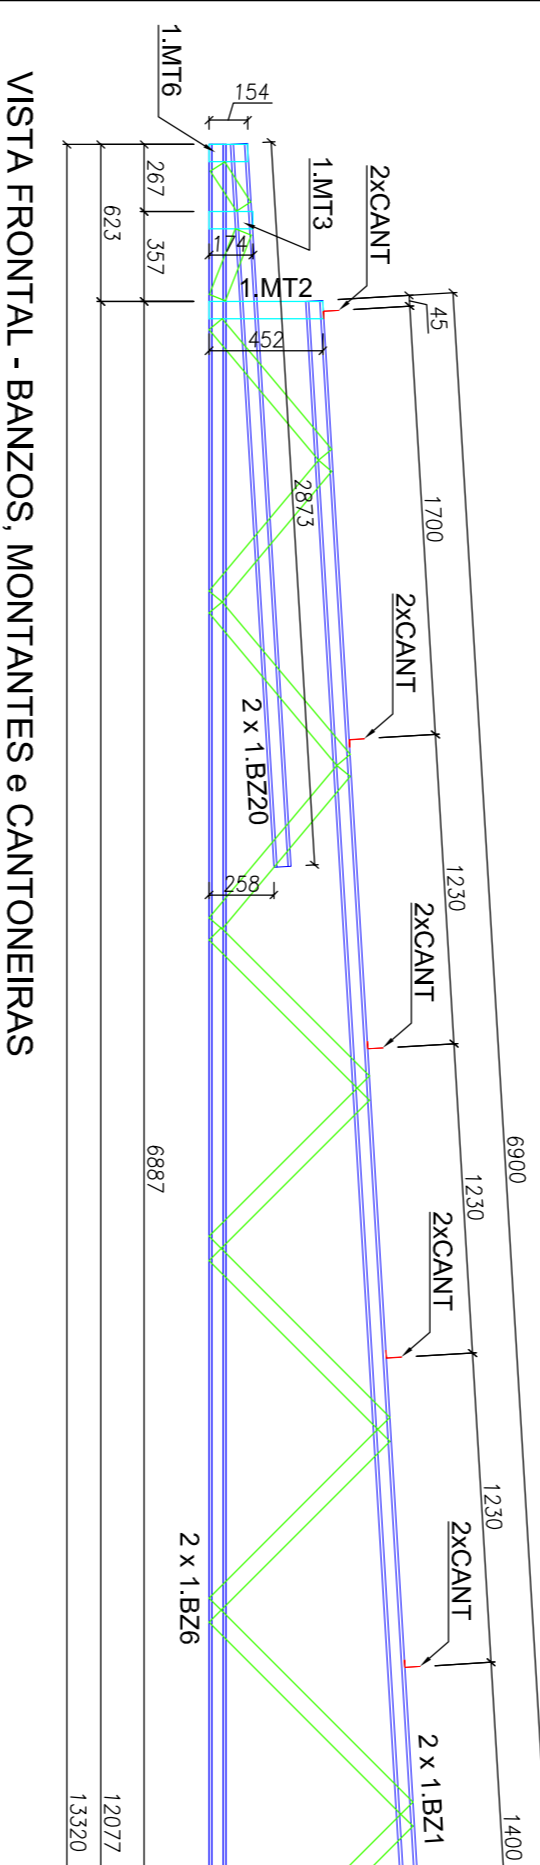 1.MT6
154
1.MT3
2xCANT
267
357
623
174
1.MT2
452
45
2873
1700
2xCANT
2 x 1.BZ20
258
1230
2xCANT
6887
6900
1230
2xCANT
1230
2xCANT
2 x 1.BZ6
2 x 1.BZ1
1400
12077
13320
VISTA FRONTAL - BANZOS, MONTANTES e CANTONEIRAS